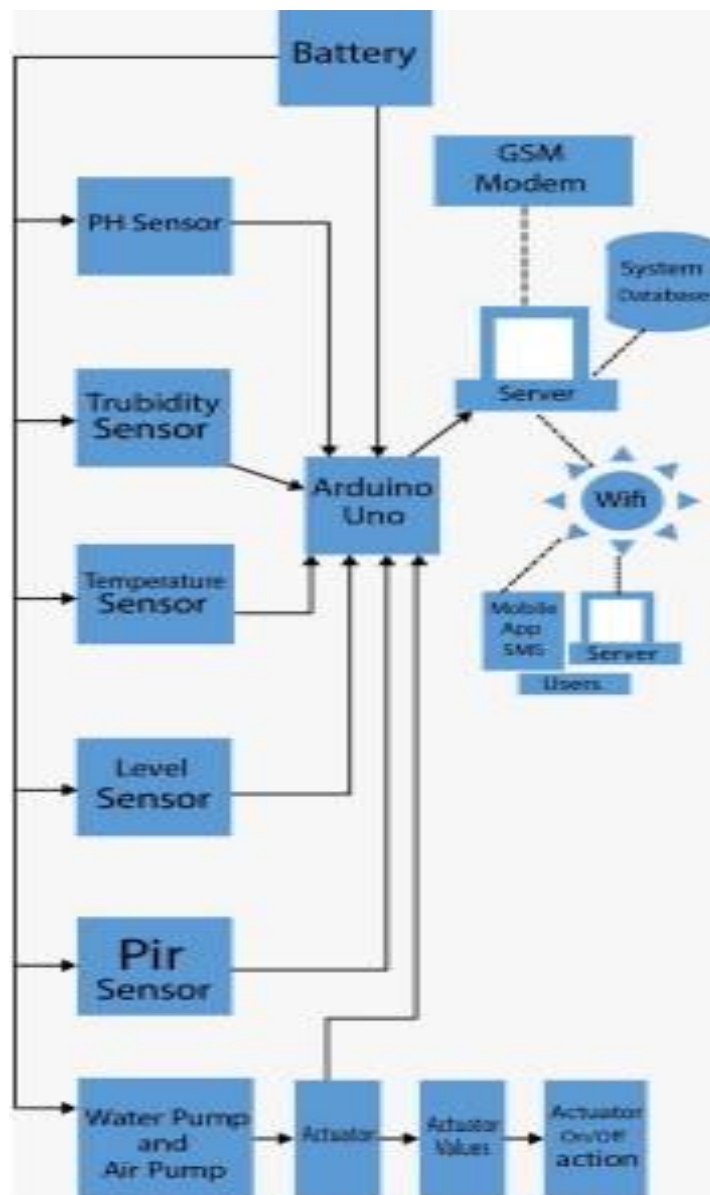 Battery
GSM
Modem
PH Sensor
System
Database
Server
Trubidity
Sensor
Arduino
Uno
Wifi
Temperature
Sensor
Mobile
App
SMS
Server
Users
Level
Sensor
Pir
Sensor
Water Pump
and
Air Pump
Actuator
Actuator
Values
Actuator
On/Off
action